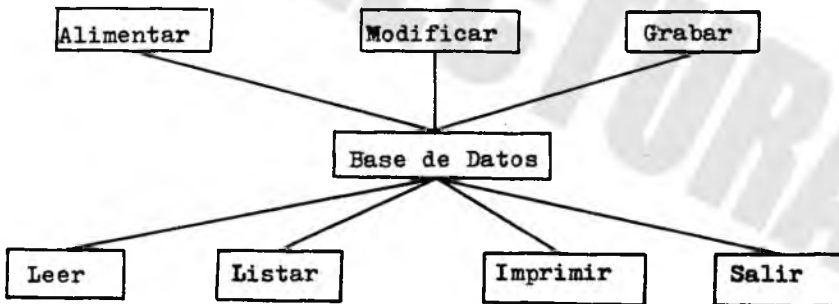 Alimentar
Modificar
Grabar
Base de Datos
Leer
Listar
Imprimir
Salir